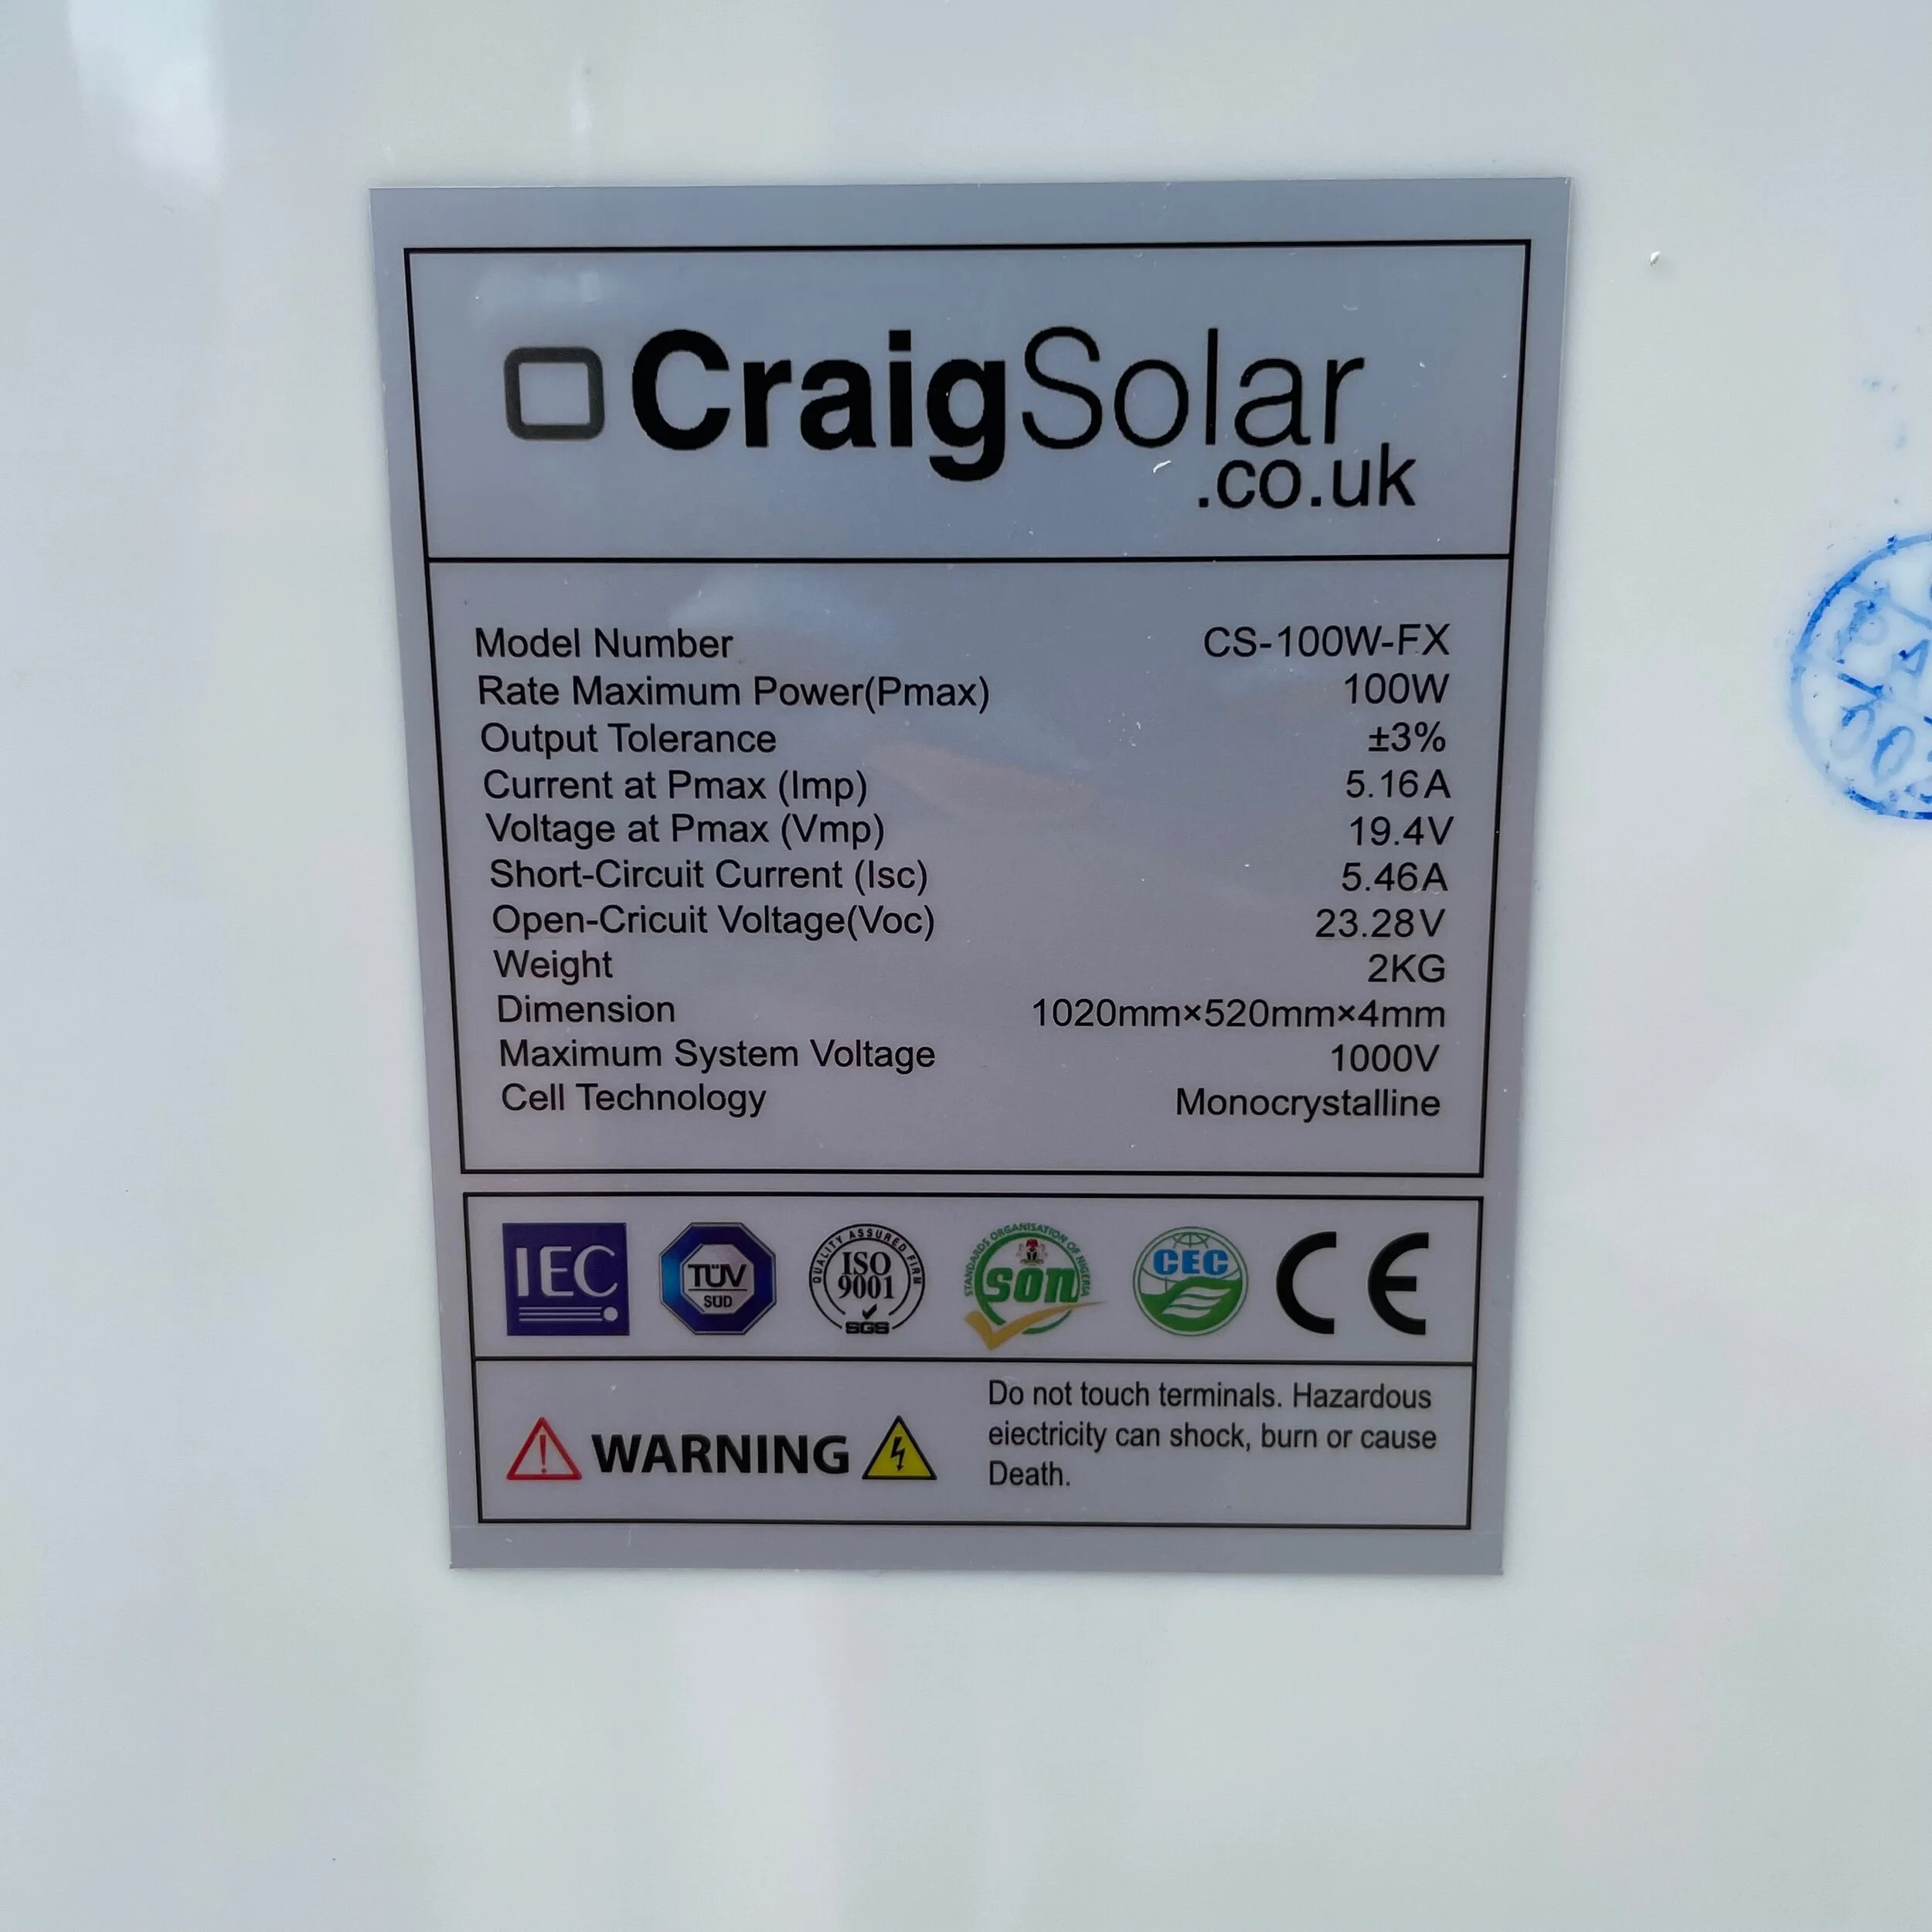 CraigSolar
.co.uk
Model Number CS-100W-FX
Rate Maximum Power(Pmax) 100W
Output Tolerance ±3%
Current at Pmax (Imp) 5.16A
Voltage at Pmax (Vmp) 19.4V
Short-Circuit Current (Isc) 5.46A
Open-Cricuit Voltage(Voc) 23.28V
Weight 2KG
Dimension 1020mm×520mm×4mm
Maximum System Voltage 1000V
Cell Technology Monocrystalline
IEC
TÜV
SÜD
QUALITY ASSURED FIRM
ISO
9001
SGS
STANDARDS ORGANISATION OF NIGERIA
SON
CEC
CE
WARNING
Do not touch terminals. Hazardous
eiectricity can shock, burn or cause
Death.